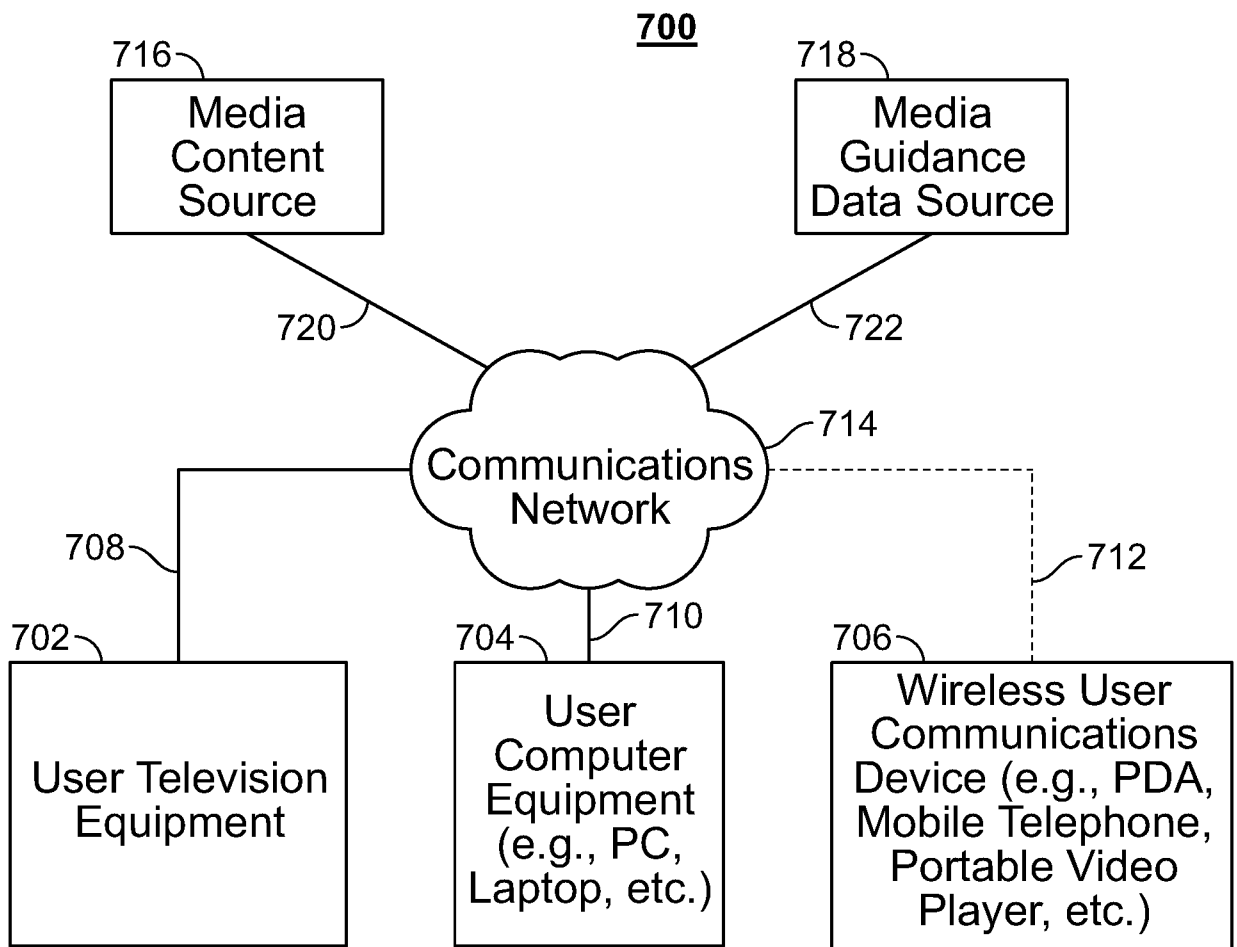 700
716
Media
Content
Source
718
Media
Guidance
Data Source
720
722
714
Communications
Network
708
710
712
702
User Television
Equipment
704
User
Computer
Equipment
(e.g., PC,
Laptop, etc.)
706
Wireless User
Communications
Device (e.g., PDA,
Mobile Telephone,
Portable Video
Player, etc.)